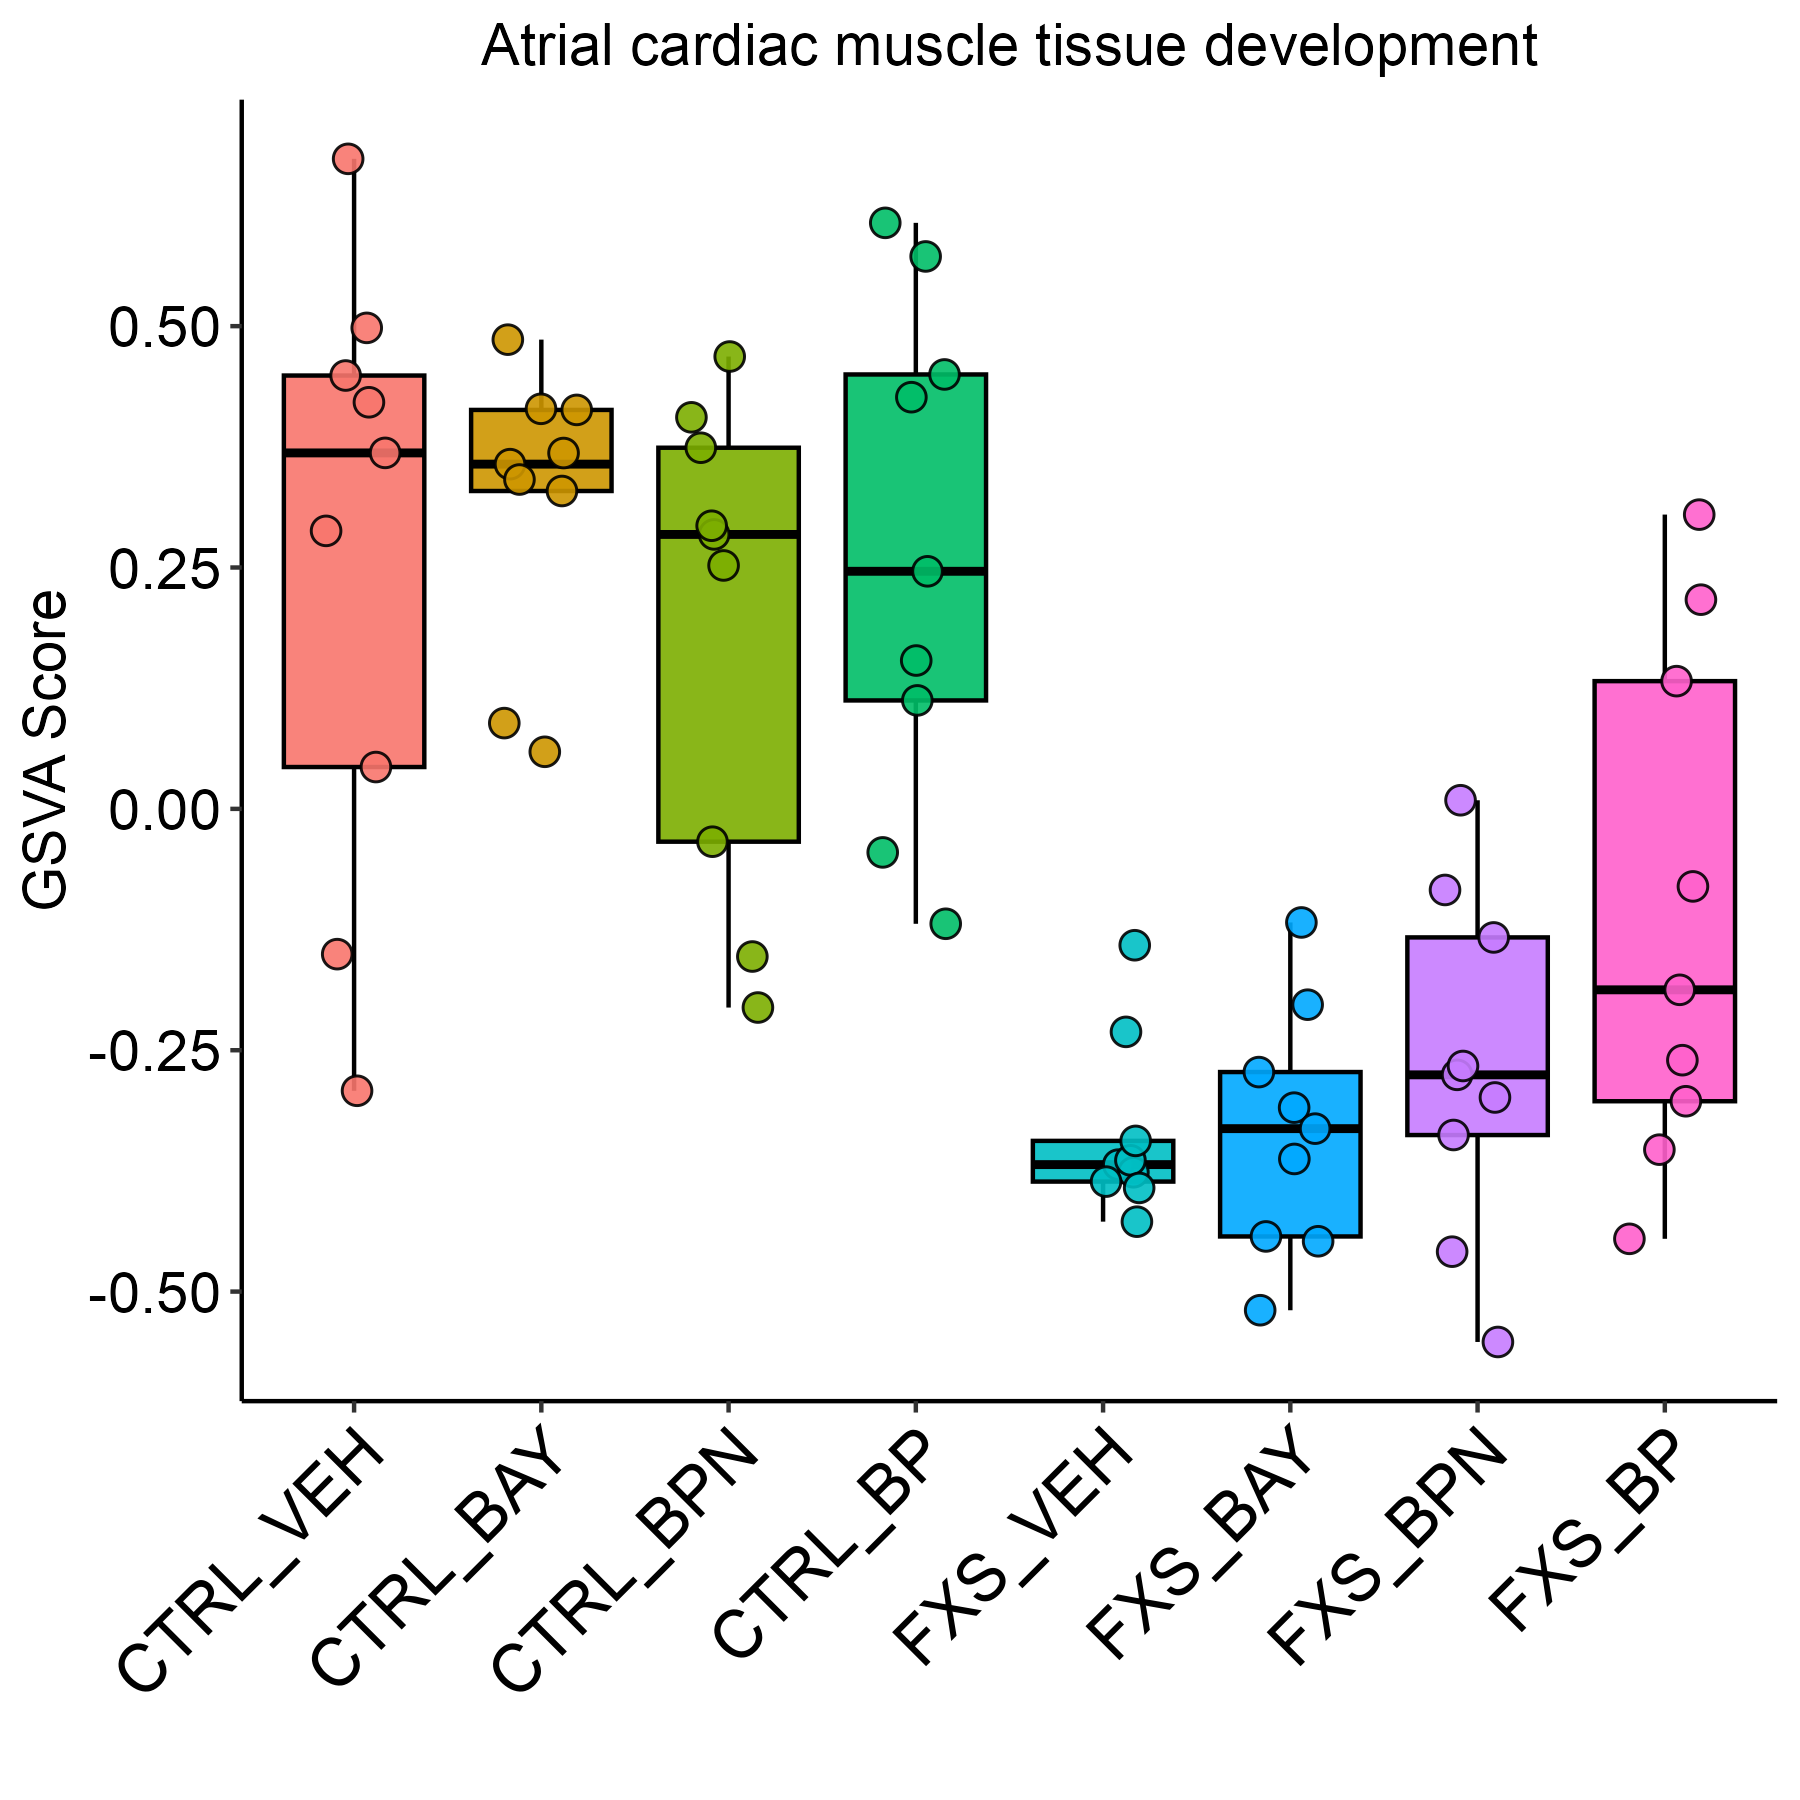 Atrial cardiac muscle tissue development
GSVA Score
0.50
0.25
0.00
-0.25
-0.50
CTRL_VEH
CTRL_BAY
CTRL_BPN
CTRL_BP
FXS_VEH
FXS_BAY
FXS_BPN
FXS_BP